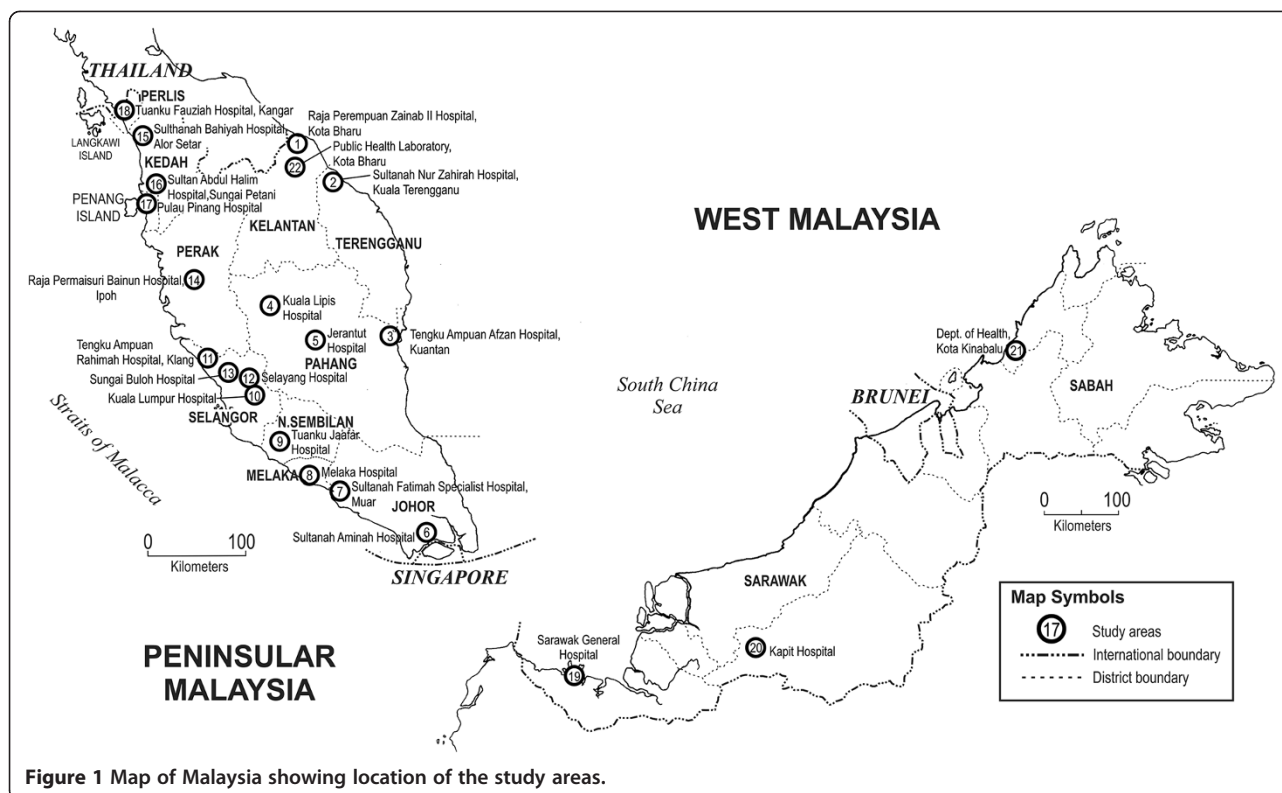 THAILAND
PERLIS
18
Tuanku Fauziah Hospital, Kangar
LANGKAWI
ISLAND
15
Sulthanah Bahiyah Hospital,
Alor Setar
KEDAH
16
Sultan Abdul Halim
Hospital,Sungai Petani
PENANG
ISLAND
17
Pulau Pinang Hospital
1
Raja Perempuan Zainab II Hospital,
Kota Bharu
22
Public Health Laboratory,
Kota Bharu
2
Sultanah Nur Zahirah Hospital,
Kuala Terengganu
KELANTAN
TERENGGANU
PERAK
14
Raja Permaisuri Bainun Hospital,
Ipoh
4
Kuala Lipis
Hospital
5
Jerantut
Hospital
PAHANG
3
Tengku Ampuan Afzan Hospital,
Kuantan
Tengku Ampuan
Rahimah Hospital, Klang
11
Sungai Buloh Hospital
13
12
Selayang Hospital
Kuala Lumpur Hospital
10
SELANGOR
N.SEMBILAN
9
Tuanku Jaafar
Hospital
MELAKA
8
Melaka Hospital
7
Sultanah Fatimah Specialist Hospital,
Muar
JOHOR
Sultanah Aminah Hospital
6
Straits of Malacca
0 100
Kilometers
SINGAPORE
PENINSULAR
MALAYSIA
WEST MALAYSIA
South China
Sea
Dept. of Health,
Kota Kinabalu
21
SABAH
BRUNEI
0 100
Kilometers
SARAWAK
Sarawak General
Hospital
19
20
Kapit Hospital
Map Symbols
17
Study areas
International boundary
District boundary
Figure 1 Map of Malaysia showing location of the study areas.